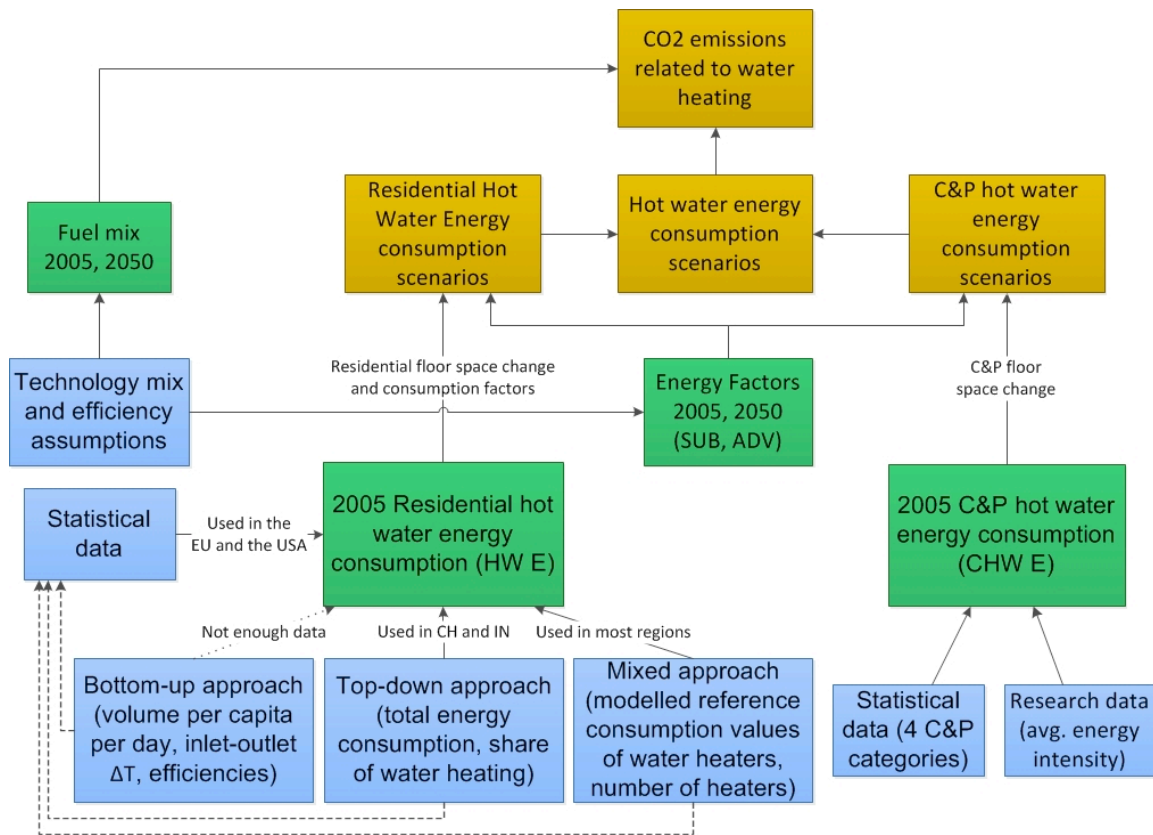 CO2 emissions
related to water
heating
Residential Hot
Water Energy
consumption
scenarios
Hot water energy
consumption
scenarios
C&P hot water
energy
consumption
scenarios
Fuel mix
2005, 2050
Residential floor space change
and consumption factors
C&P floor
space change
Technology mix
and efficiency
assumptions
Energy Factors
2005, 2050
(SUB, ADV)
Statistical
data
Used in the
EU and the USA
2005 Residential hot
water energy
consumption (HW E)
2005 C&P hot water
energy consumption
(CHW E)
Not enough data
Used in CH and IN
Used in most regions
Bottom-up approach
(volume per capita
per day, inlet-outlet
ΔT, efficiencies)
Top-down approach
(total energy
consumption, share
of water heating)
Mixed approach
(modelled reference
consumption values
of water heaters,
number of heaters)
Statistical
data (4 C&P
categories)
Research data
(avg. energy
intensity)